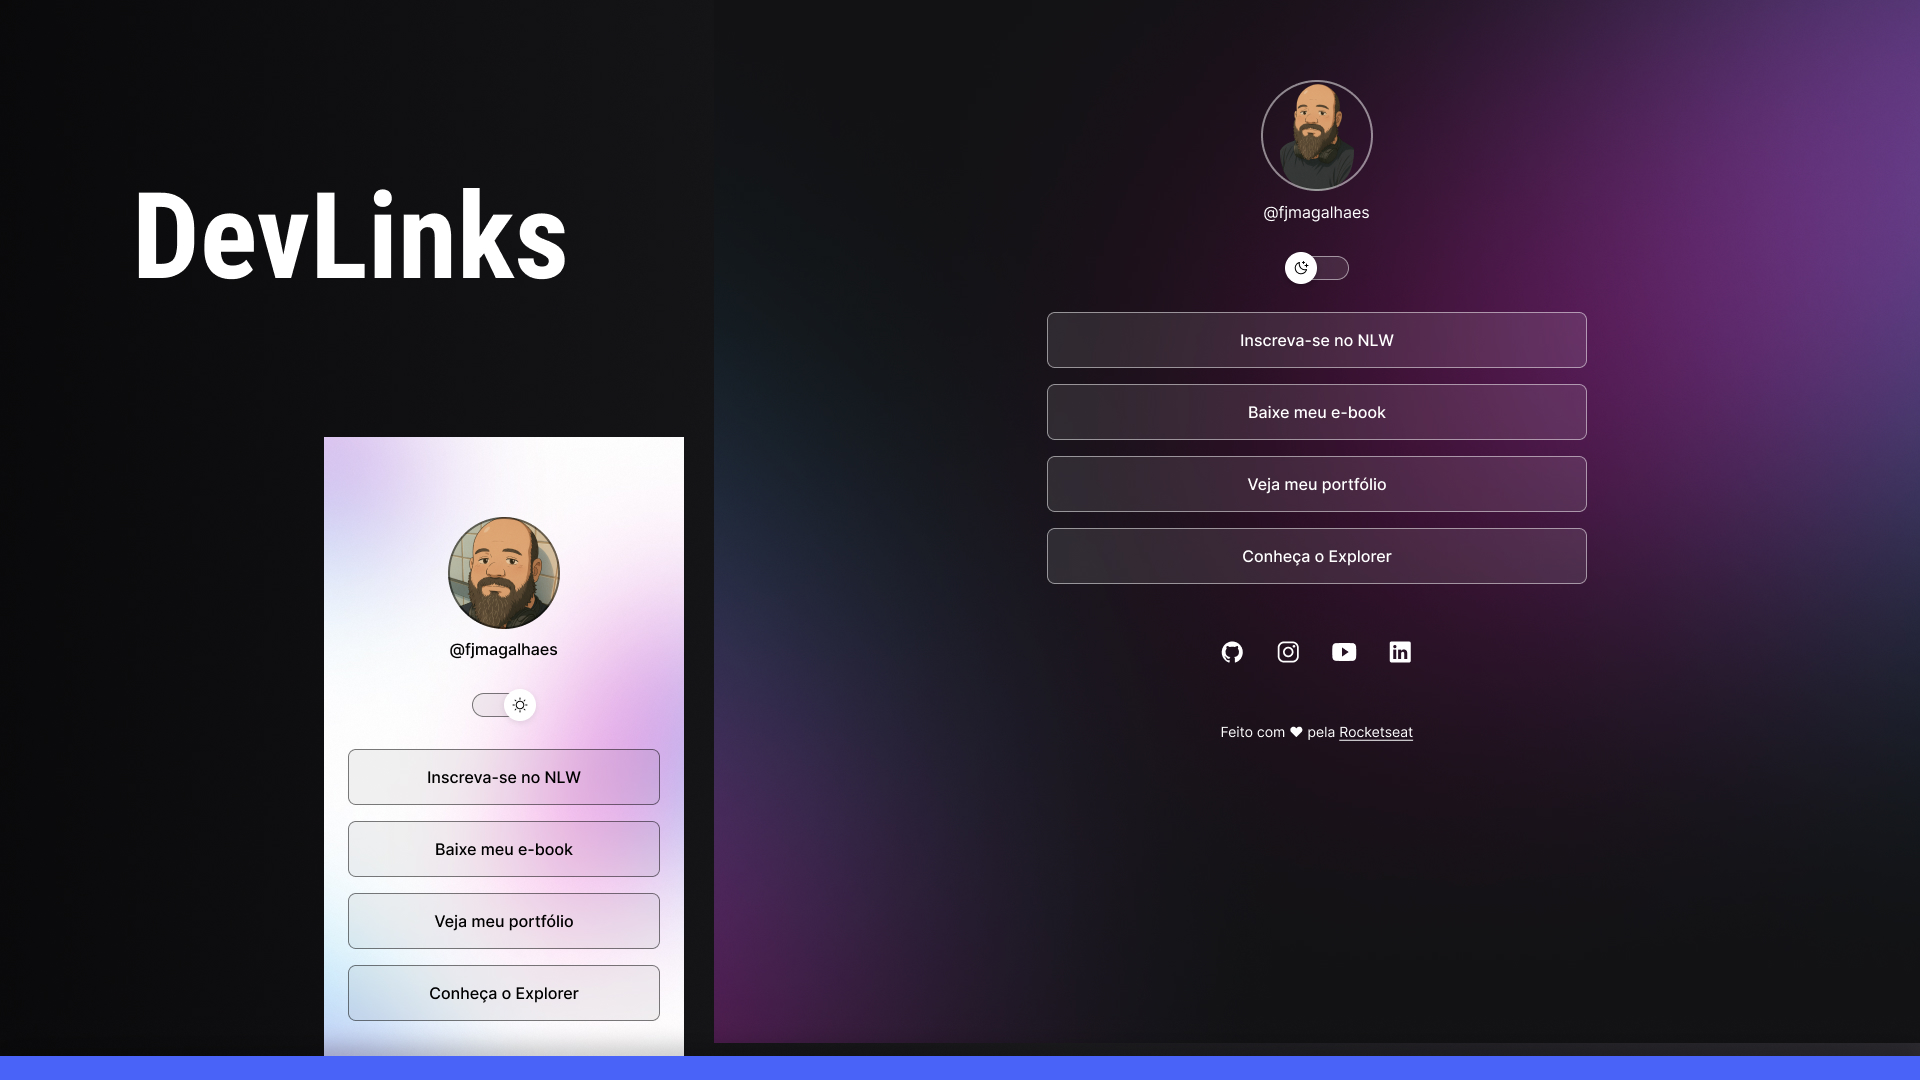 DevLinks
@fjmagalhaes
Inscreva-se no NLW
Baixe meu e-book
Veja meu portfólio
Conheça o Explorer
@fjmagalhaes
Inscreva-se no NLW
Baixe meu e-book
Veja meu portfólio
Conheça o Explorer
Feito com ♥ pela Rocketseat